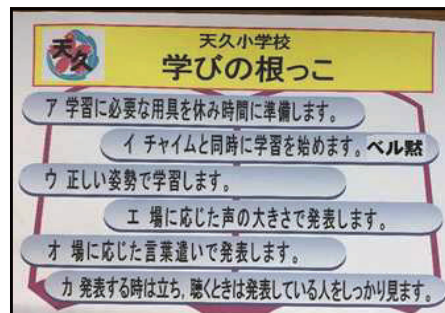 天久
天久小学校
学びの根っこ
ア 学習に必要な用具を休み時間に準備します。
イ チャイムと同時に学習を始めます。ベル黙
ウ 正しい姿勢で学習します。
エ 場に応じた声の大きさで発表します。
オ 場に応じた言葉遣いで発表します。
カ 発表する時は立ち,聴くときは発表している人をしっかり見ます。